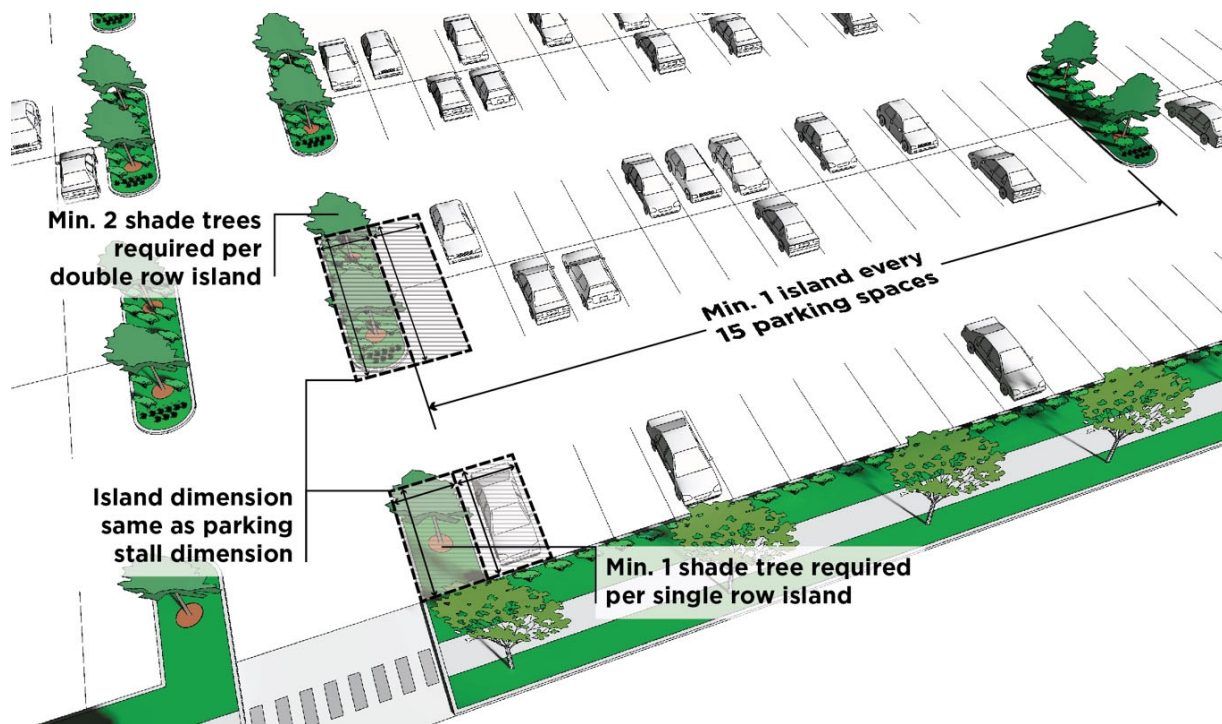 Min. 2 shade trees
required per
double row island
Min. 1 island every
15 parking spaces
Island dimension
same as parking
stall dimension
Min. 1 shade tree required
per single row island